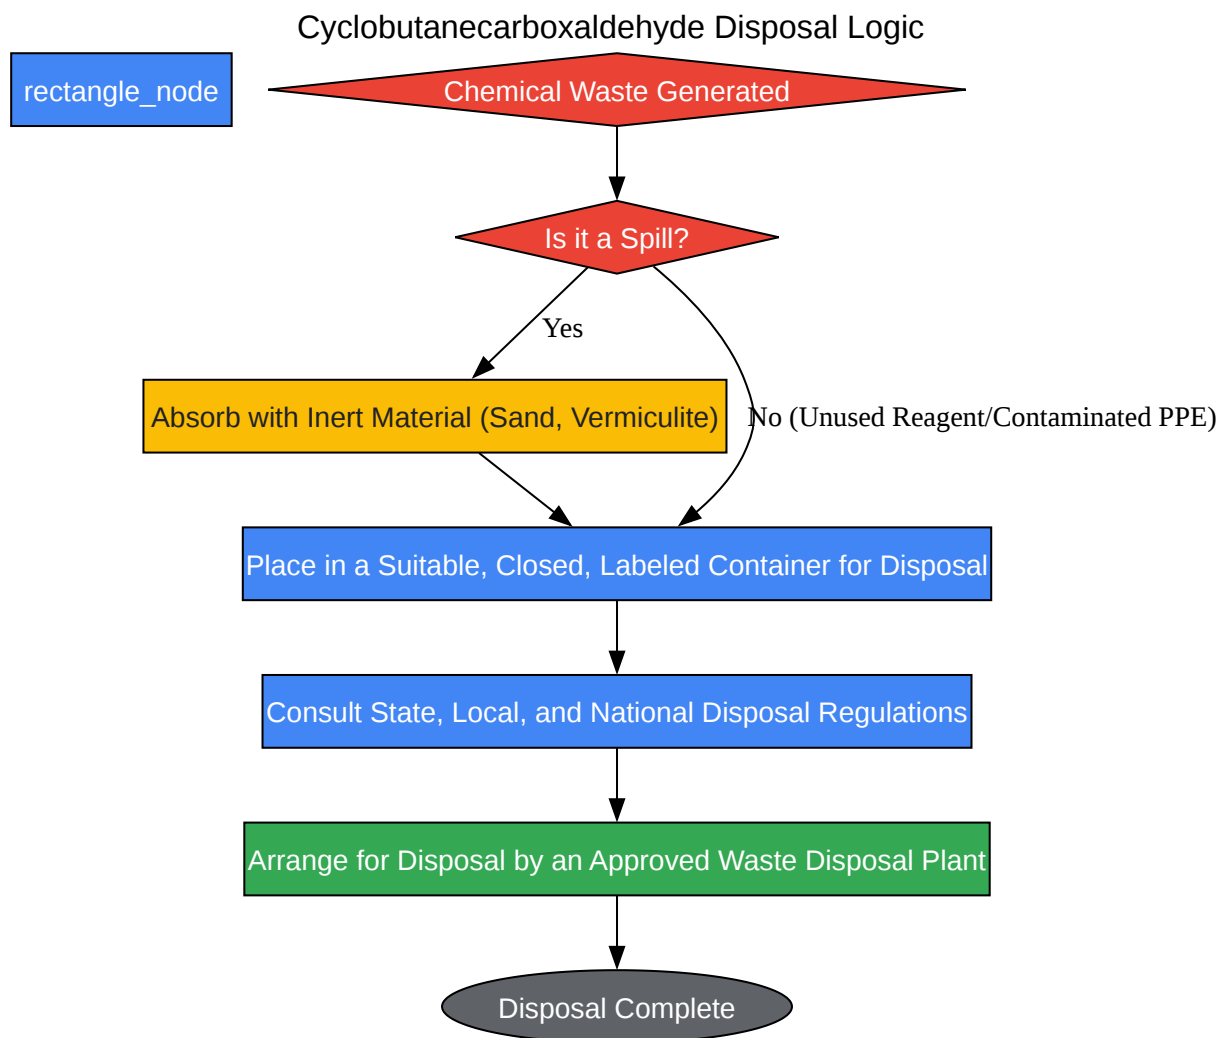 Cyclobutanecarboxaldehyde Disposal Logic
rectangle_node
Chemical Waste Generated
Is it a Spill?
Yes
Absorb with Inert Material (Sand, Vermiculite)
No (Unused Reagent/Contaminated PPE)
Place in a Suitable, Closed, Labeled Container for Disposal
Consult State, Local, and National Disposal Regulations
Arrange for Disposal by an Approved Waste Disposal Plant
Disposal Complete